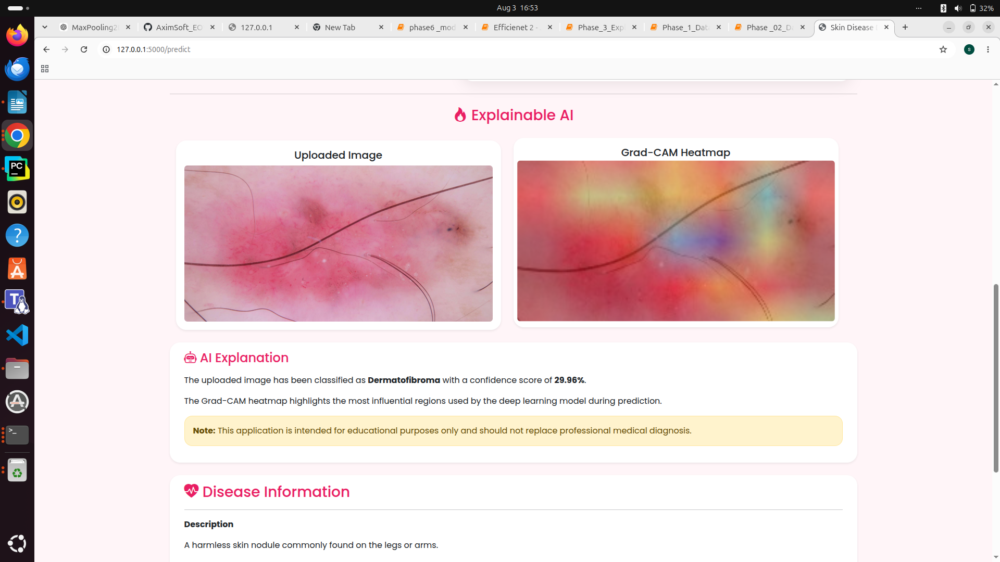 Aug 3 16:53
32%
MaxPooling2
AximSoft_EO
127.0.0.1
New Tab
phase6 _mod
Efficienet 2 -
Phase_3_Exp
Phase_1_Dat
Phase _02_D
Skin Disease
127.0.0.1:5000/predict
S
Explainable AI
Uploaded Image
Grad-CAM Heatmap
AI Explanation
The uploaded image has been classified as Dermatofibroma with a confidence score of 29.96%.
The Grad-CAM heatmap highlights the most influential regions used by the deep learning model during prediction.
Note: This application is intended for educational purposes only and should not replace professional medical diagnosis.
Disease Information
Description
A harmless skin nodule commonly found on the legs or arms.
PC
T